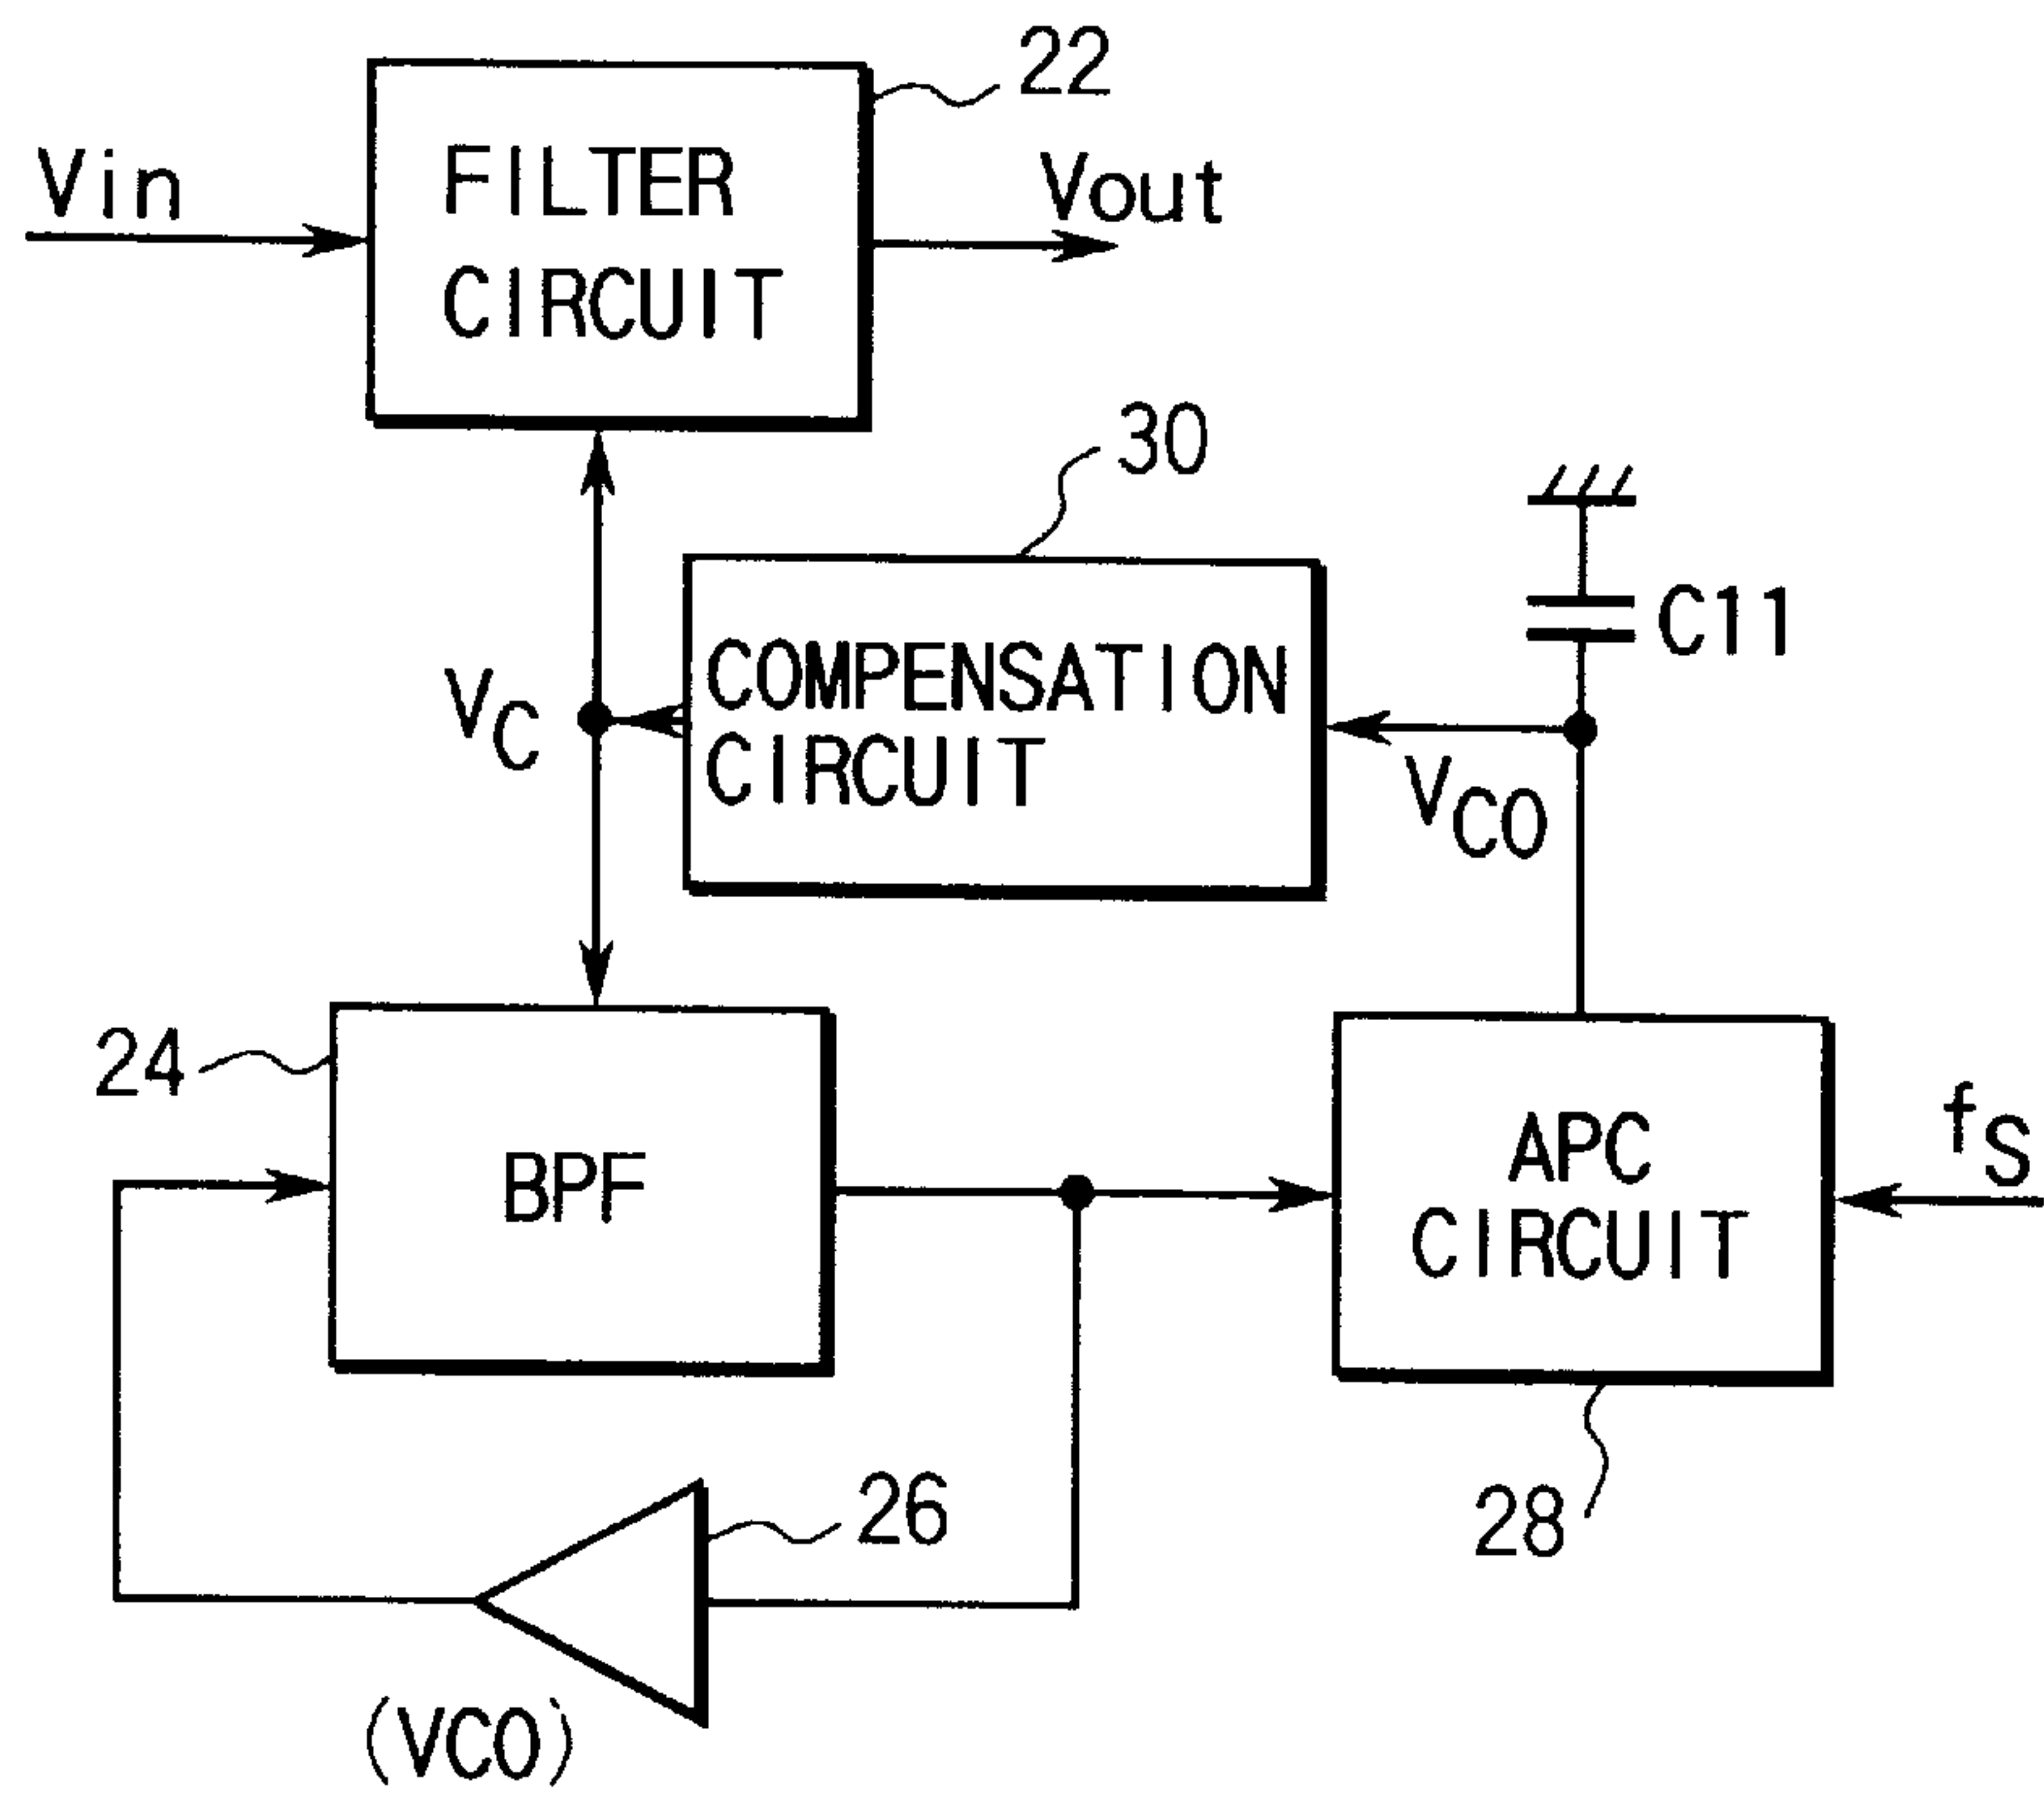 22
Vin
FILTER
CIRCUIT
Vout
30
C11
COMPENSATION
CIRCUIT
VC
VCO
24
BPF
APC
CIRCUIT
fS
26
28
(VCO)